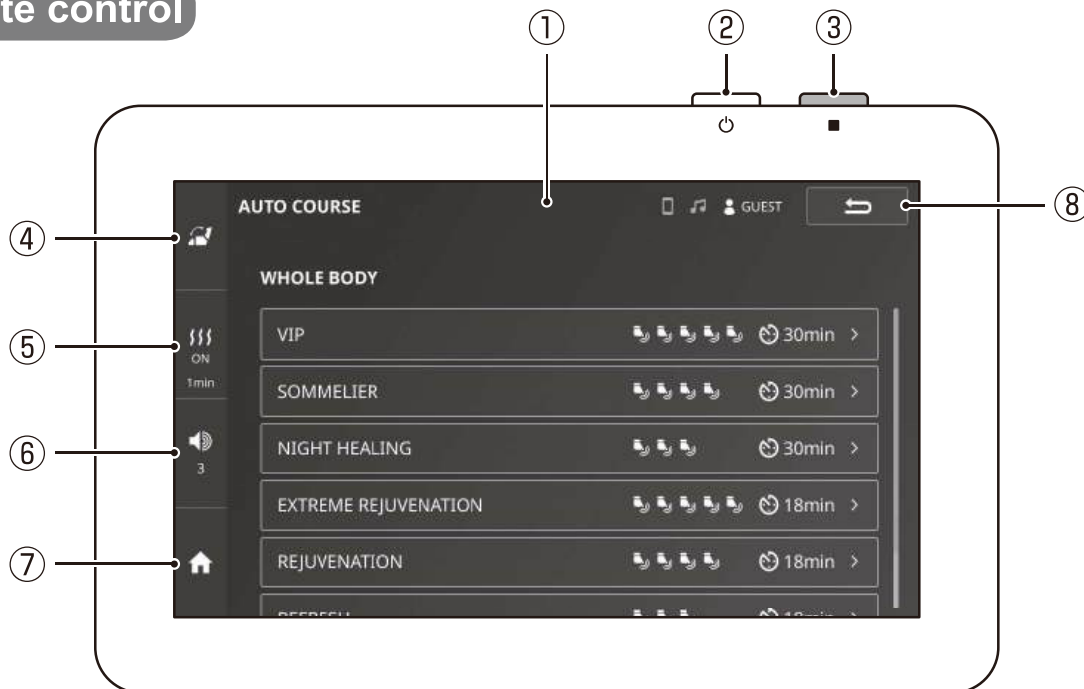 te control
① ② ③
AUTO COURSE GUEST ⑧
④
WHOLE BODY
VIP 30min >
⑤ ON
1min
SOMMELIER 30min >
⑥ 3
NIGHT HEALING 30min >
EXTREME REJUVENATION 18min >
⑦
REJUVENATION 18min >